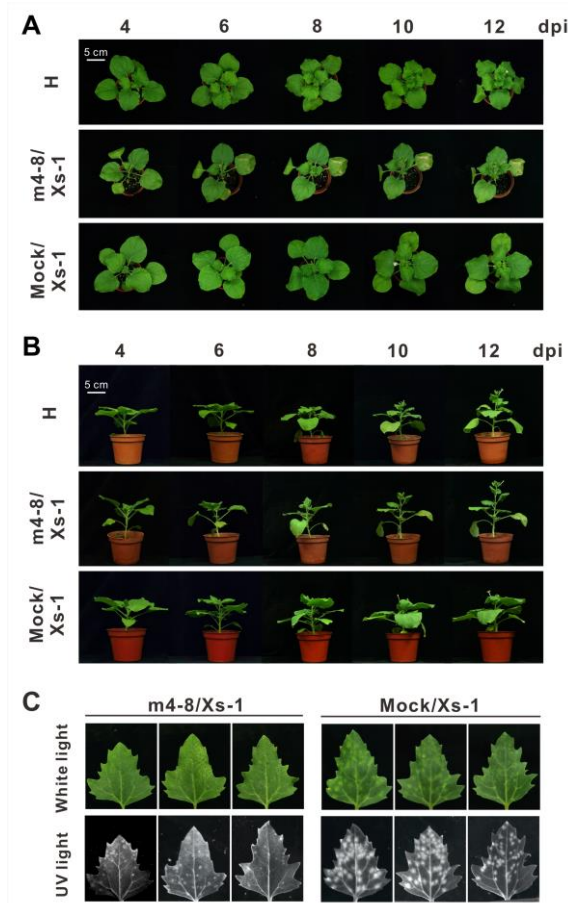 A
4 6 8 10 12 dpi
5 cm
H
m4-8/
Xs-1
Mock/
Xs-1
B
4 6 8 10 12 dpi
5 cm
H
m4-8/
Xs-1
Mock/
Xs-1
C
m4-8/Xs-1 Mock/Xs-1
White light
UV light